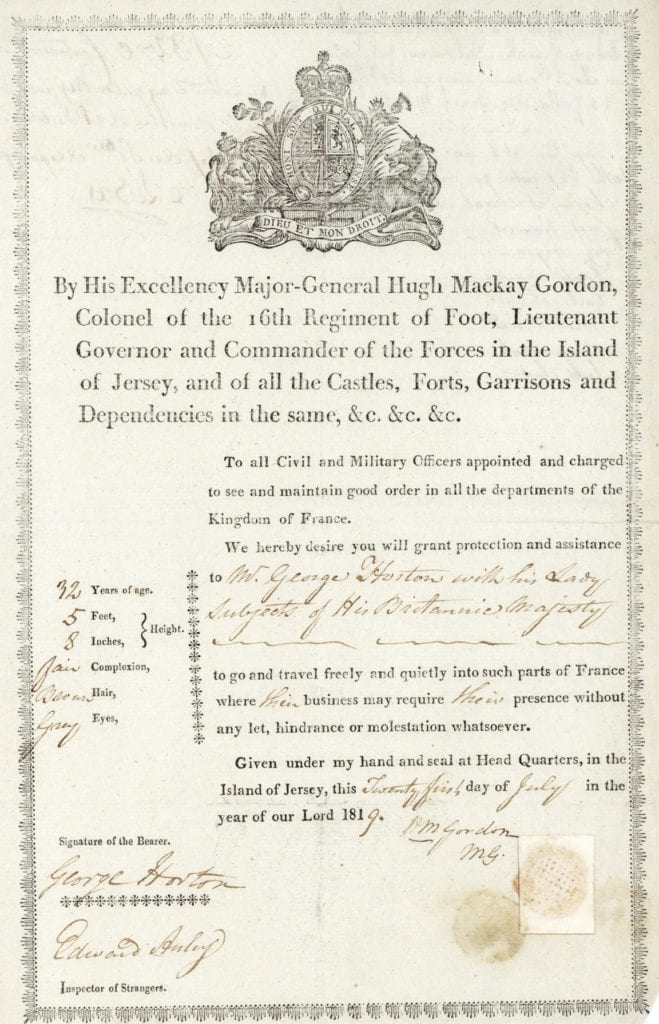 HONI SOIT QUI MAL Y PENSE
DIEU ET MON DROIT.
By His Excellency Major-General Hugh Mackay Gordon,
Colonel of the 16th Regiment of Foot, Lieutenant
Governor and Commander of the Forces in the Island
of Jersey, and of all the Castles, Forts, Garrisons and
Dependencies in the same, &c. &c. &c.
To all Civil and Military Officers appointed and charged
to see and maintain good order in all the departments of the
Kingdom of France.
We hereby desire you will grant protection and assistance
to Mr. George Horton with his Lady
Subjects of His Britannic Majesty
32 Years of age.
5 Feet,
8 Inches,
Height.
Fair Complexion,
Brown Hair,
Grey Eyes,
to go and travel freely and quietly into such parts of France
where their business may require their presence without
any let, hindrance or molestation whatsoever.
Given under my hand and seal at Head Quarters, in the
Island of Jersey, this Twenty first day of July in the
year of our Lord 1819.
HM Gordon
MG.
Signature of the Bearer.
George Horton
Edward
Inspector of Strangers.